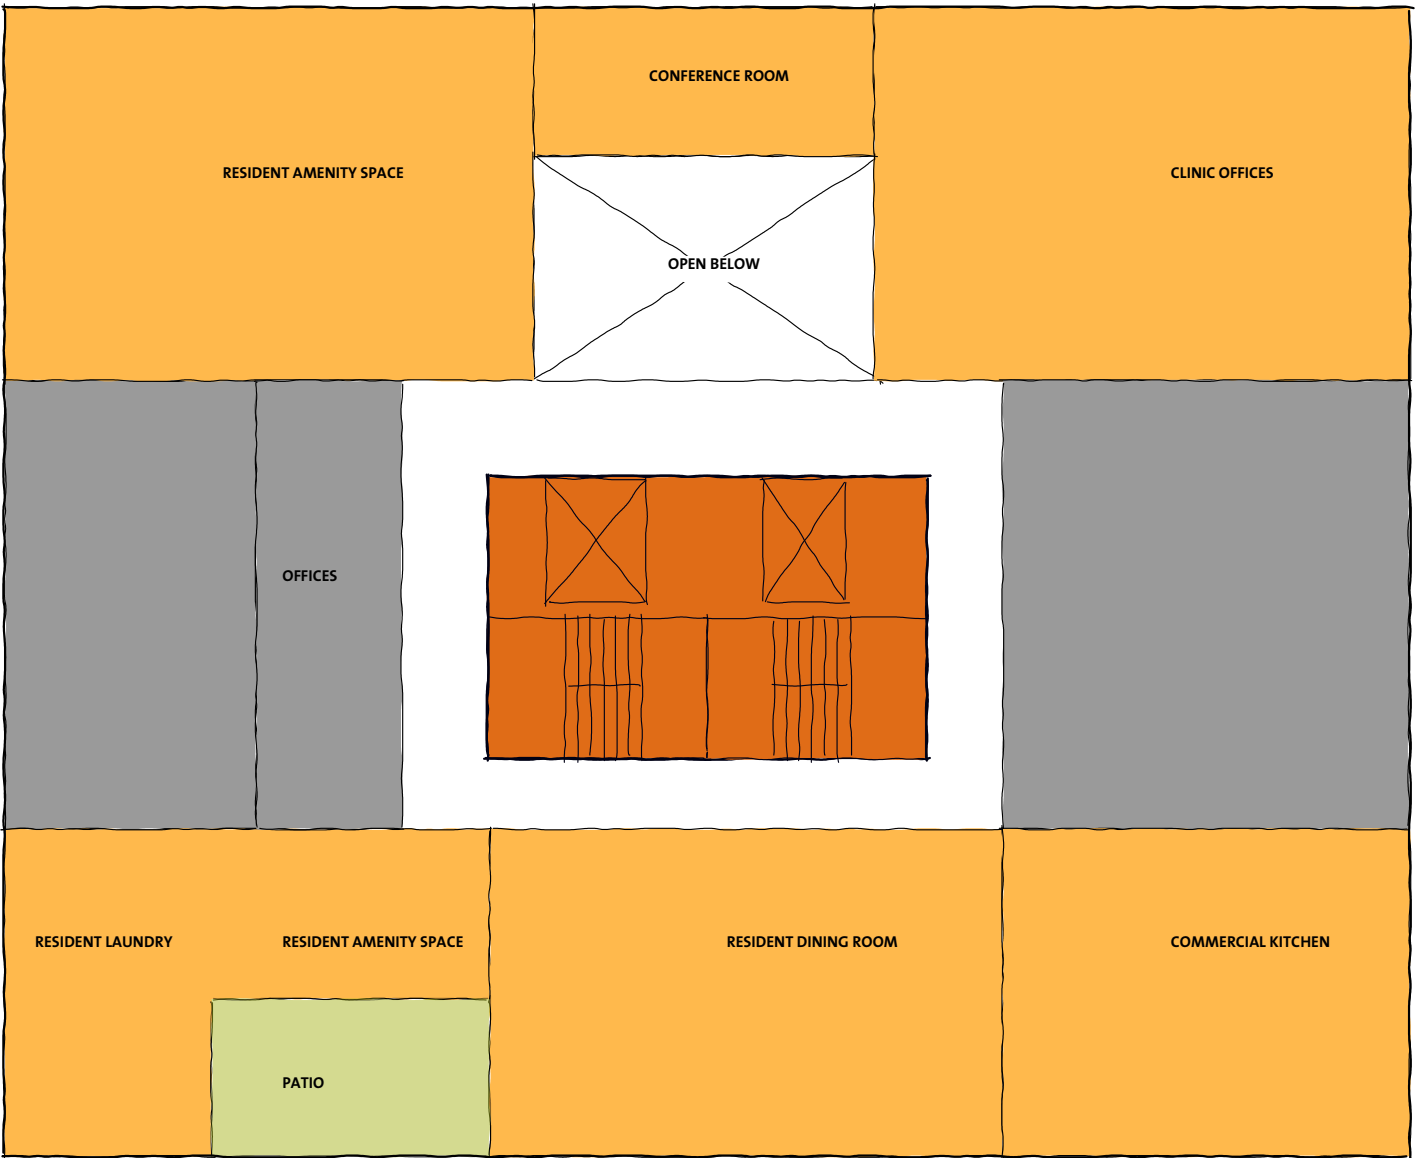 CONFERENCE ROOM
RESIDENT AMENITY SPACE
CLINIC OFFICES
OPEN BELOW
OFFICES
RESIDENT LAUNDRY
RESIDENT AMENITY SPACE
RESIDENT DINING ROOM
COMMERCIAL KITCHEN
PATIO